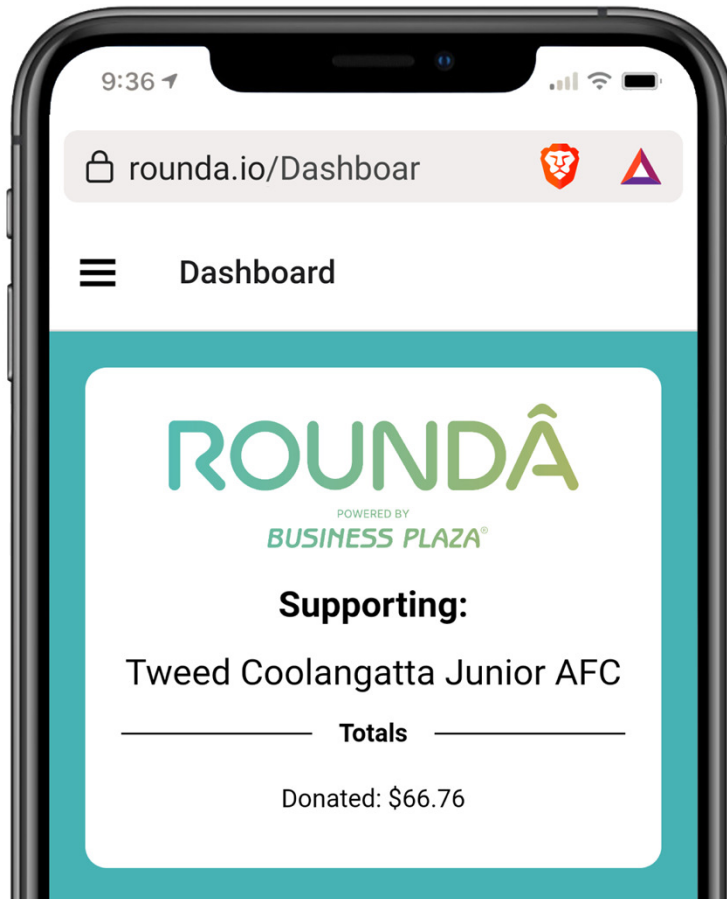 9:36
rounda.io/Dashboar
Dashboard
ROUNDÂ
POWERED BY
BUSINESS PLAZA®
Supporting:
Tweed Coolangatta Junior AFC
Totals
Donated: $66.76